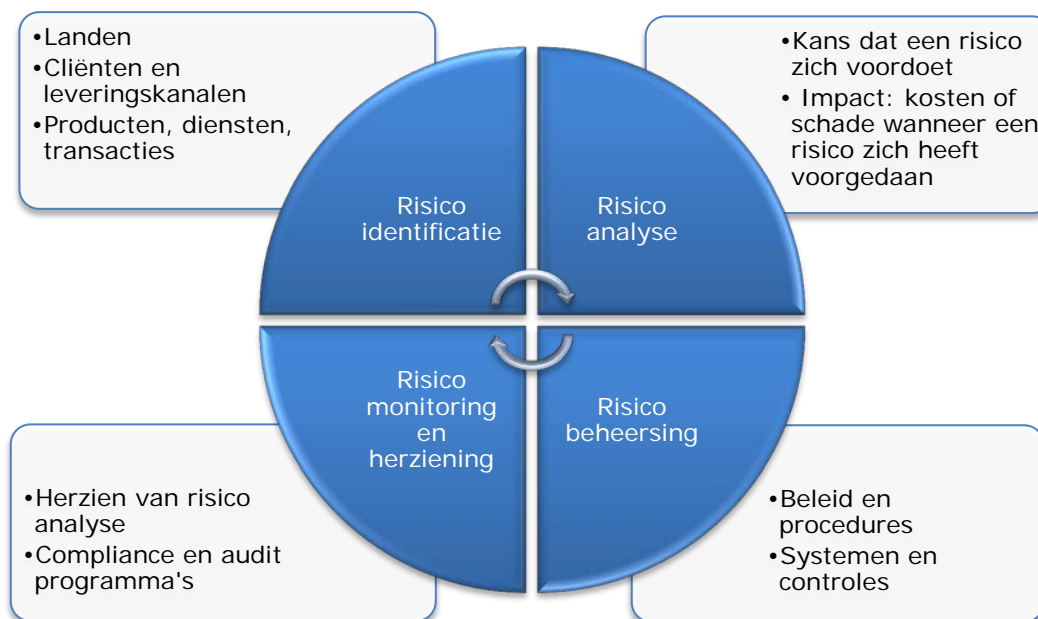 •Landen
•Cliënten en
leveringskanalen
•Producten, diensten,
transacties
•Kans dat een risico
zich voordoet
• Impact: kosten of
schade wanneer een
risico zich heeft
voorgedaan
Risico
identificatie
Risico
analyse
Risico
monitoring
en
herziening
Risico
beheersing
•Herzien van risico
analyse
•Compliance en audit
programma's
•Beleid en
procedures
•Systemen en
controles